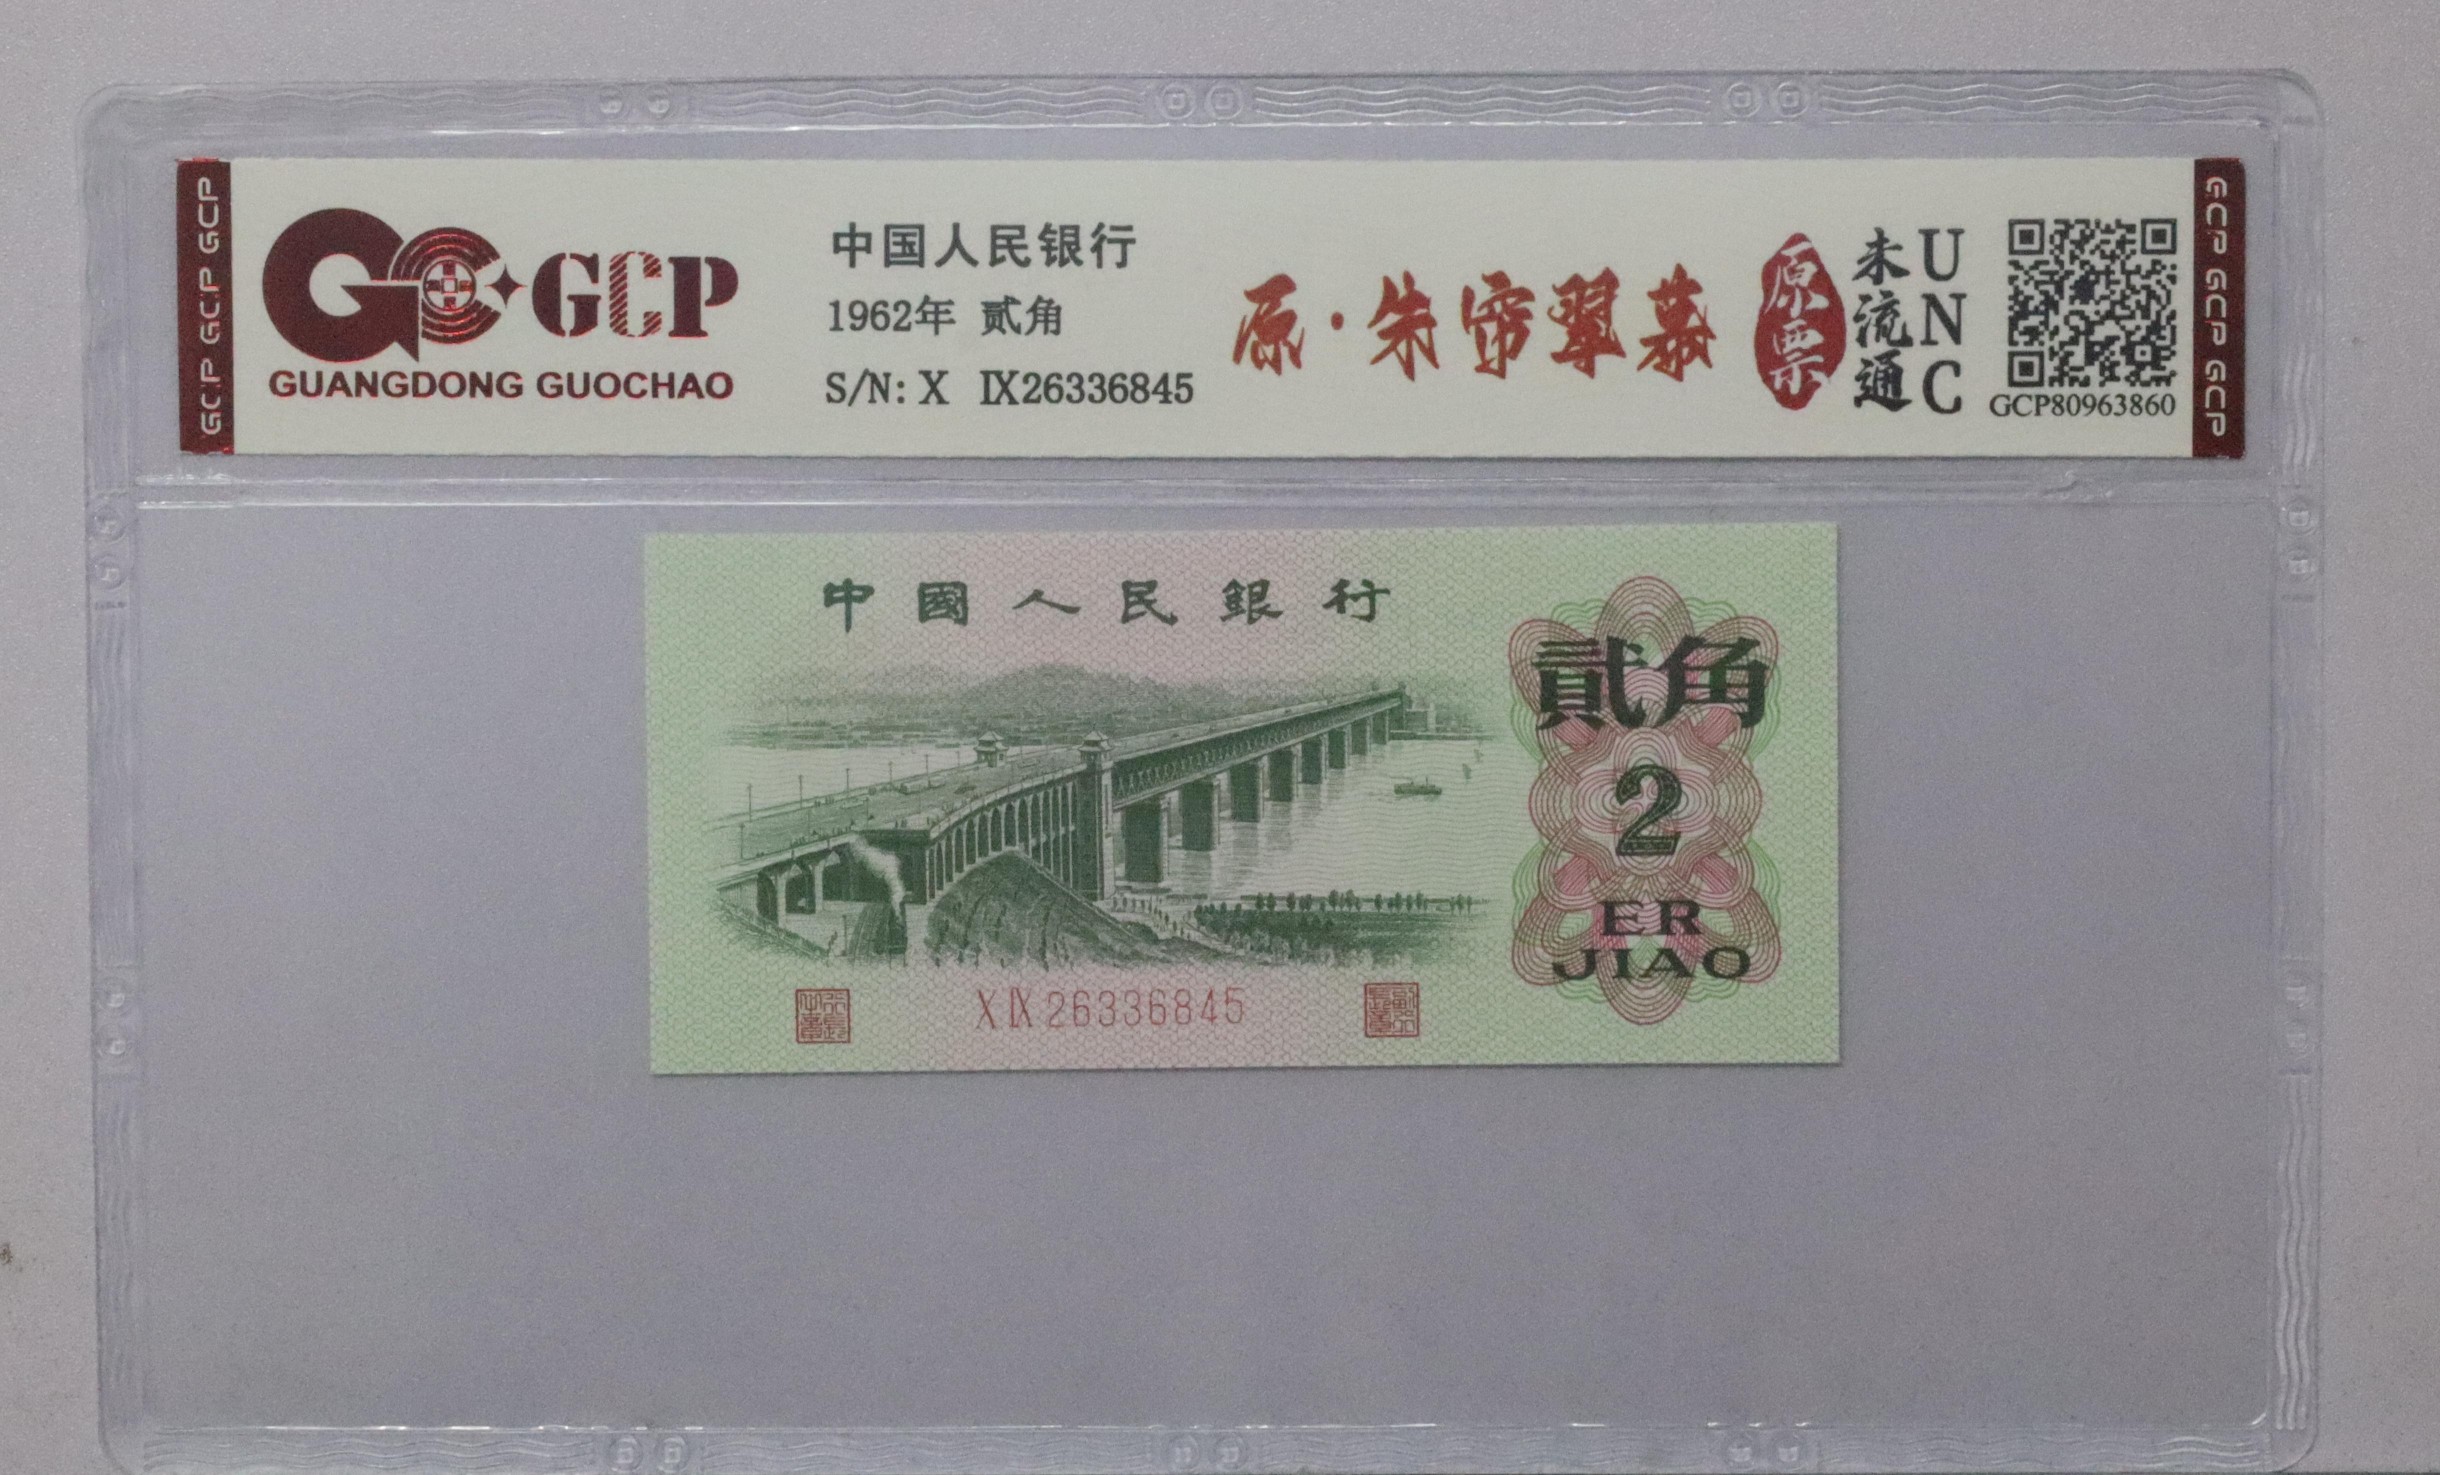 GCP GCP GCP
GCP
GUANGDONG GUOCHAO
中国人民银行
1962年 贰角
S/N: X Ⅸ26336845
原·朱帘翠幕
原票
未流通
UNC
GCP80963860
GCP GCP GCP
中國人民銀行
貳角
2
ER
JIAO
X Ⅸ 26336845